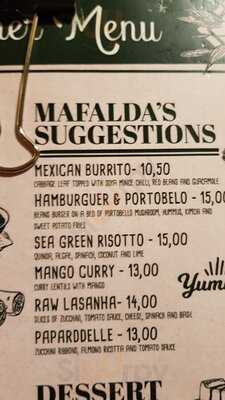 ner Menu
MAFALDA'S
SUGGESTIONS
MEXICAN BURRITO- 10,50
CABBAGE LEAF TOPPED WITH SOYA MINCE CHILLI, RED BEANS AND GUACAMOLE
HAMBURGUER & PORTOBELO - 15,00
BEANS BURGER ON A BED OF PORTOBELLO MUSHROOM, HUMMUS, KIMCHI AND
SWEET POTATO FRIES
SEA GREEN RISOTTO - 15,00
QUINOA, ALGAE, SPINACH, COCONUT AND LIME
MANGO CURRY - 13,00
CURRY LENTILS WITH MANGO
Yumm
RAW LASANHA- 14,00
SLICES OF ZUCCHINI, TOMATO SAUCE, CHEESE, SPINACH AND BASIL
PAPARDDELLE - 13,00
ZUCCHINI RIBBONS, ALMOND RICOTTA AND TOMATO SAUCE
DESSERT